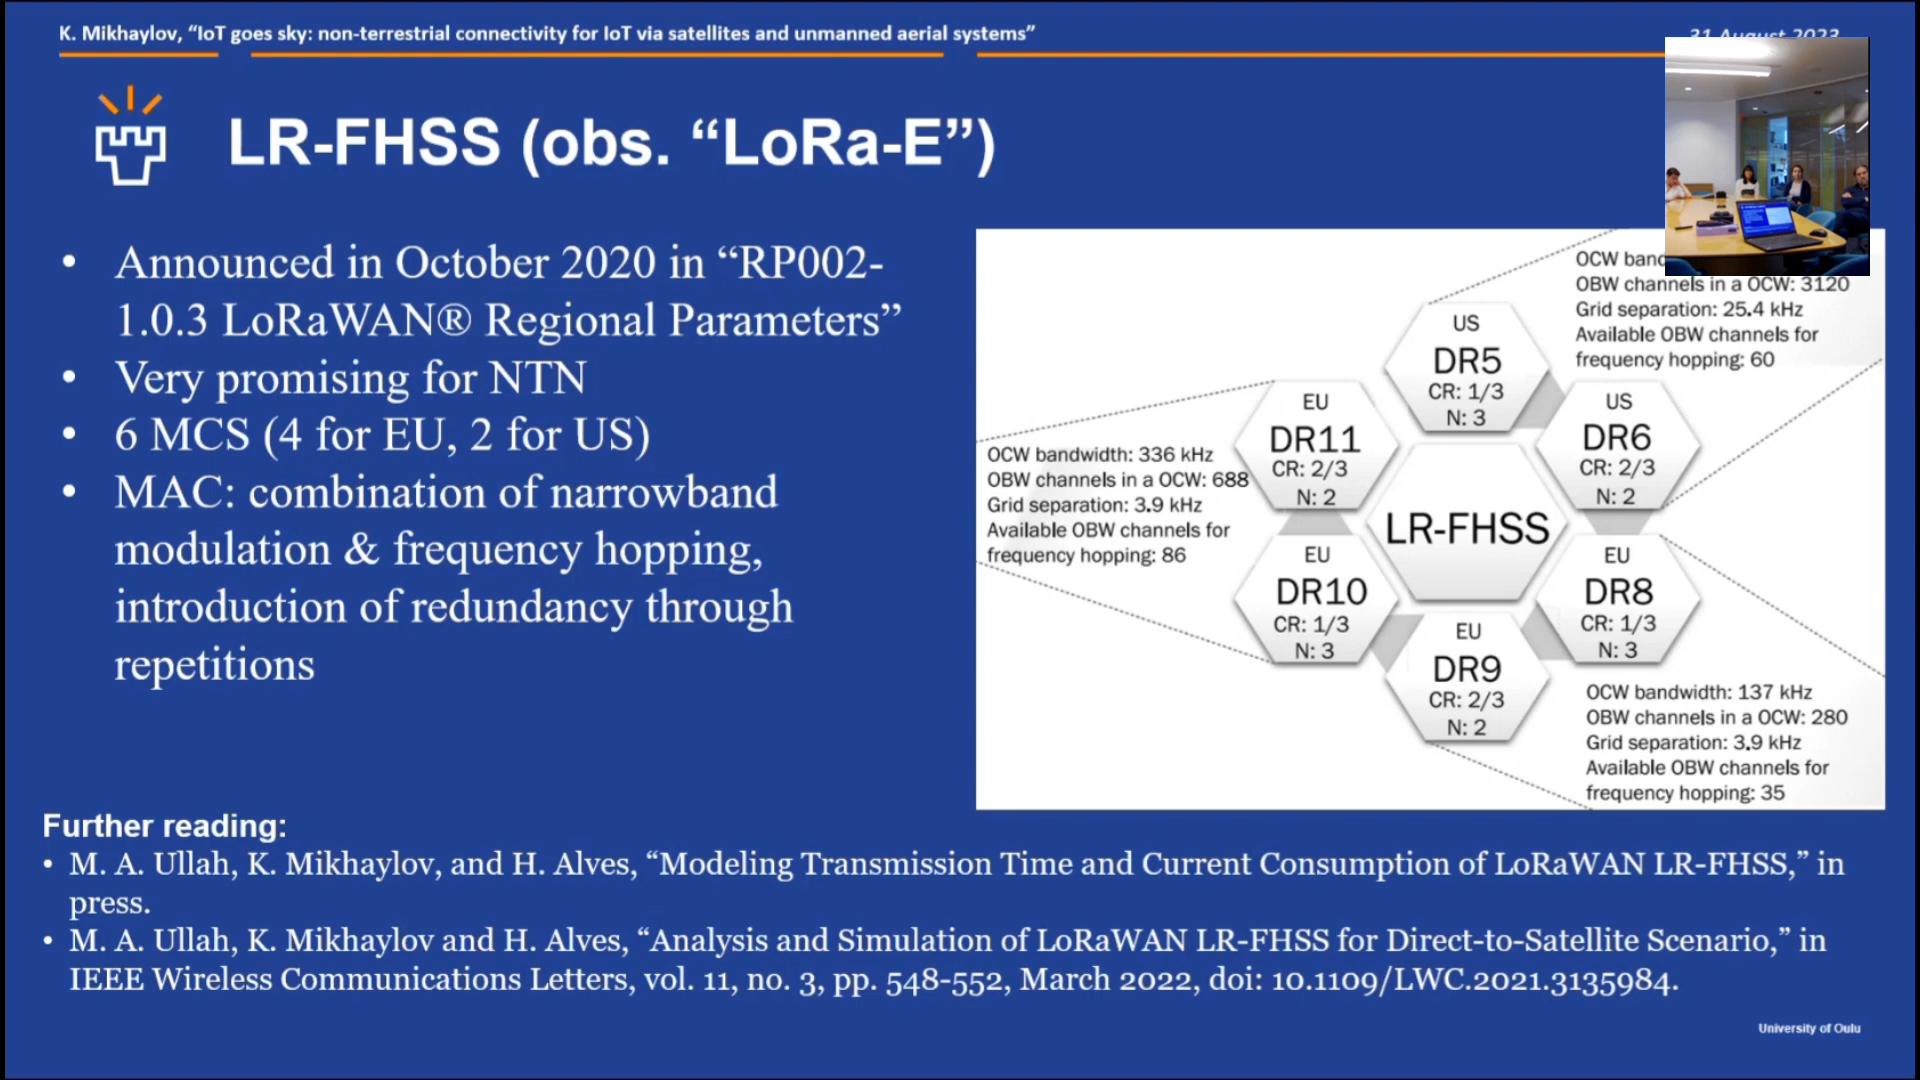 K. Mikhaylov, “IoT goes sky: non-terrestrial connectivity for IoT via satellites and unmanned aerial systems”
31 August 2023
LR-FHSS (obs. “LoRa-E”)
• Announced in October 2020 in “RP002-
1.0.3 LoRaWAN® Regional Parameters”
• Very promising for NTN
• 6 MCS (4 for EU, 2 for US)
• MAC: combination of narrowband
modulation & frequency hopping,
introduction of redundancy through
repetitions
OCW
OBW channels in a OCW: 3120
Grid separation: 25.4 kHz
Available OBW channels for
frequency hopping: 60
US
DR5
CR: 1/3
N: 3
US
DR6
CR: 2/3
N: 2
EU
DR11
CR: 2/3
N: 2
OCW bandwidth: 336 kHz
OBW channels in a OCW: 688
Grid separation: 3.9 kHz
Available OBW channels for
frequency hopping: 86
LR-FHSS
EU
DR10
CR: 1/3
N: 3
EU
DR8
CR: 1/3
N: 3
EU
DR9
CR: 2/3
N: 2
OCW bandwidth: 137 kHz
OBW channels in a OCW: 280
Grid separation: 3.9 kHz
Available OBW channels for
frequency hopping: 35
Further reading:
• M. A. Ullah, K. Mikhaylov, and H. Alves, “Modeling Transmission Time and Current Consumption of LoRaWAN LR-FHSS,” in
press.
• M. A. Ullah, K. Mikhaylov and H. Alves, “Analysis and Simulation of LoRaWAN LR-FHSS for Direct-to-Satellite Scenario,” in
IEEE Wireless Communications Letters, vol. 11, no. 3, pp. 548-552, March 2022, doi: 10.1109/LWC.2021.3135984.
University of Oulu